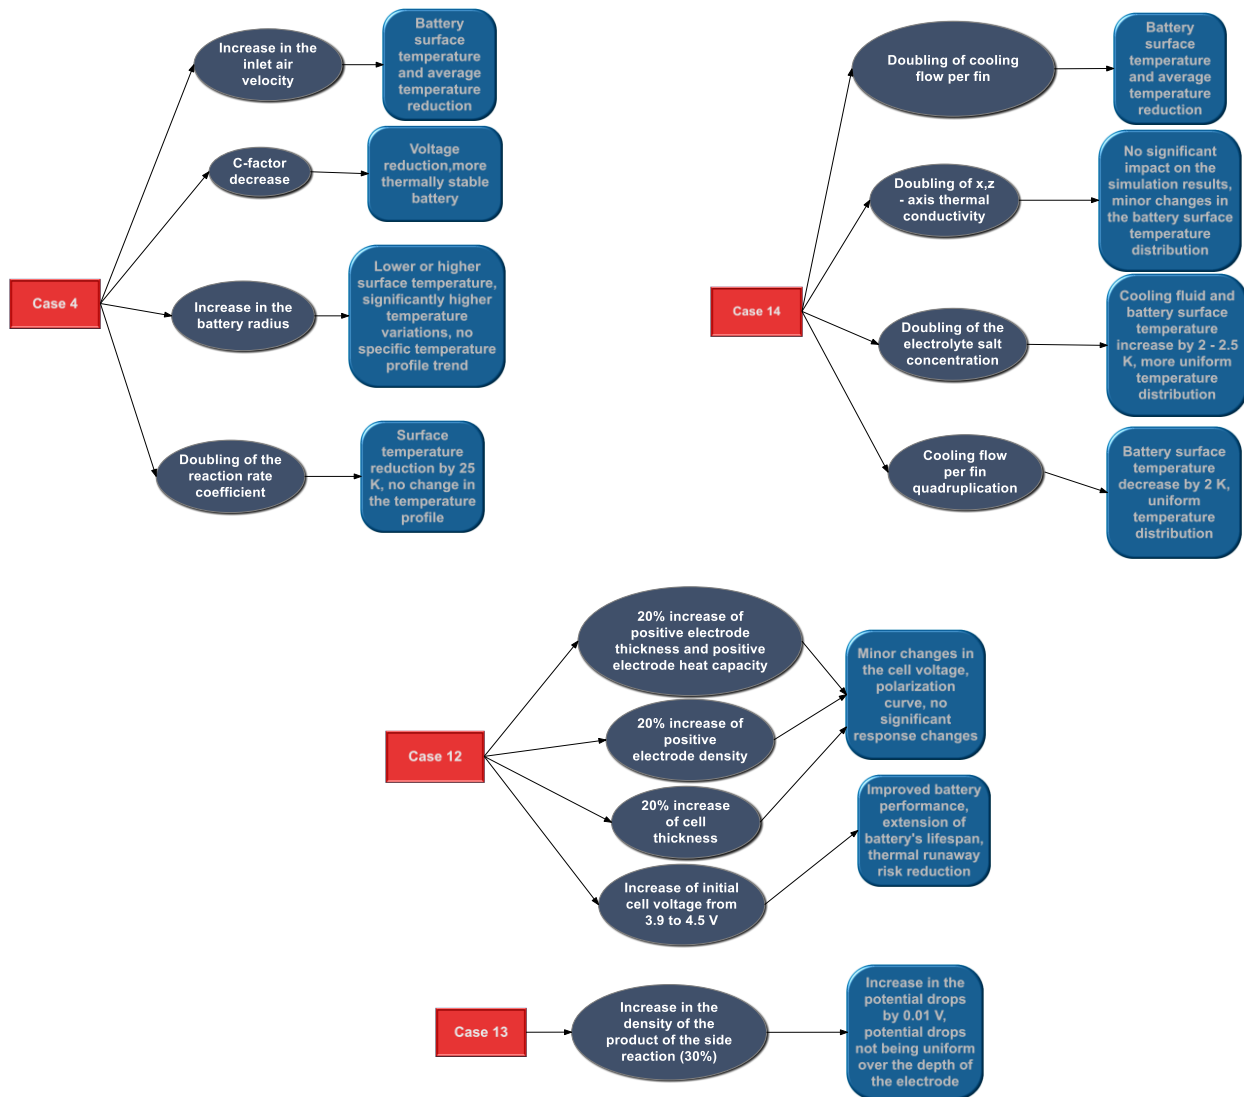 Case 4
Increase in the
inlet air
velocity
Battery
surface
temperature
and average
temperature
reduction
C-factor
decrease
Voltage
reduction,more
thermally stable
battery
Increase in the
battery radius
Lower or higher
surface temperature,
significantly higher
temperature
variations, no
specific temperature
profile trend
Doubling of the
reaction rate
coefficient
Surface
temperature
reduction by 25
K, no change in
the temperature
profile
Case 14
Doubling of cooling
flow per fin
Battery
surface
temperature
and average
temperature
reduction
Doubling of x,z
- axis thermal
conductivity
No significant
impact on the
simulation results,
minor changes in
the battery surface
temperature
distribution
Doubling of the
electrolyte salt
concentration
Cooling fluid and
battery surface
temperature
increase by 2 - 2.5
K, more uniform
temperature
distribution
Cooling flow
per fin
quadruplication
Battery surface
temperature
decrease by 2 K,
uniform
temperature
distribution
Case 12
20% increase of
positive electrode
thickness and positive
electrode heat capacity
20% increase of
positive
electrode density
20% increase
of cell
thickness
Minor changes in
the cell voltage,
polarization
curve, no
significant
response changes
Increase of initial
cell voltage from
3.9 to 4.5 V
Improved battery
performance,
extension of
battery's lifespan,
thermal runaway
risk reduction
Case 13
Increase in the
density of the
product of the side
reaction (30%)
Increase in the
potential drops
by 0.01 V,
potential drops
not being uniform
over the depth of
the electrode